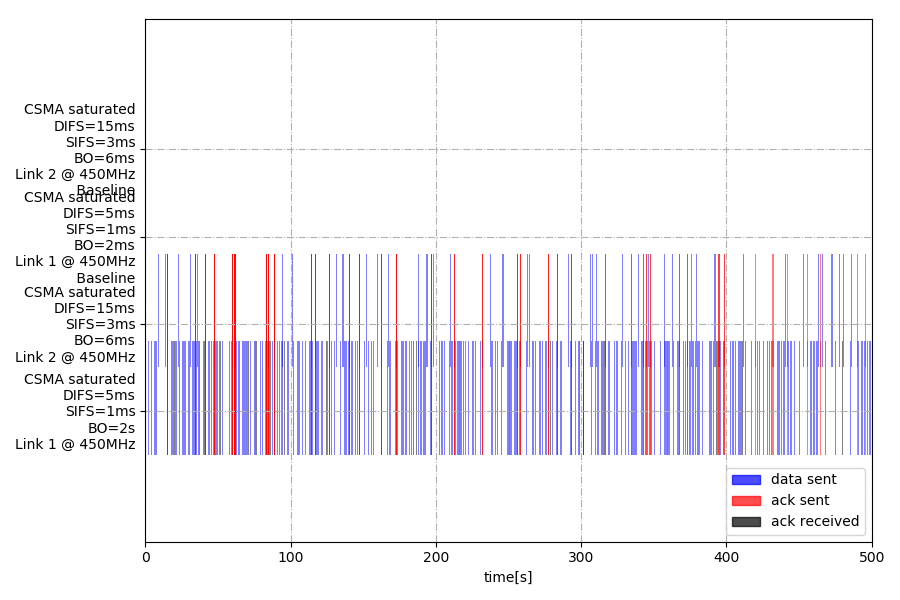 CSMA saturated
DIFS=15ms
SIFS=3ms
BO=6ms
Link 2 @ 450MHz
Baseline
CSMA saturated
DIFS=5ms
SIFS=1ms
BO=2ms
Link 1 @ 450MHz
Baseline
CSMA saturated
DIFS=15ms
SIFS=3ms
BO=6ms
Link 2 @ 450MHz
CSMA saturated
DIFS=5ms
SIFS=1ms
BO=2s
Link 1 @ 450MHz
data sent
ack sent
ack received
0 100 200 300 400 500
time[s]